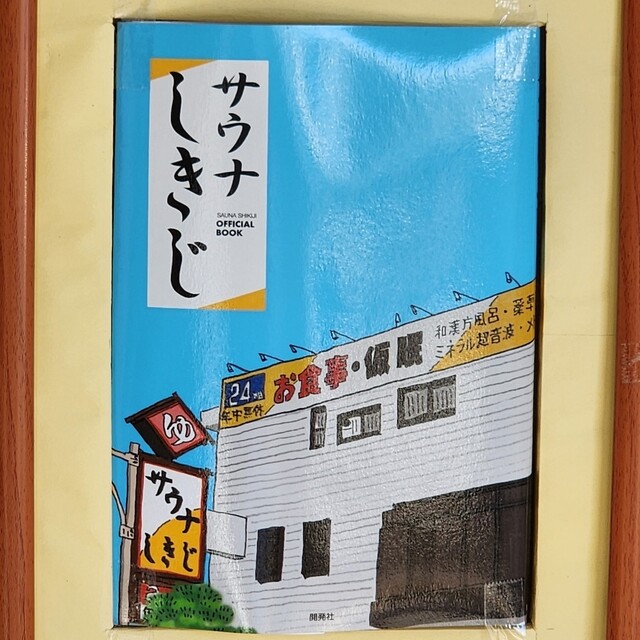 サウナ
しきじ
SAUNA SHIKIJI
OFFICIAL
BOOK
24
年中無休
お食事・仮眠
和漢方風呂・薬草
ミネラル超音波・
ゆ
サウナ
しきじ
開発社